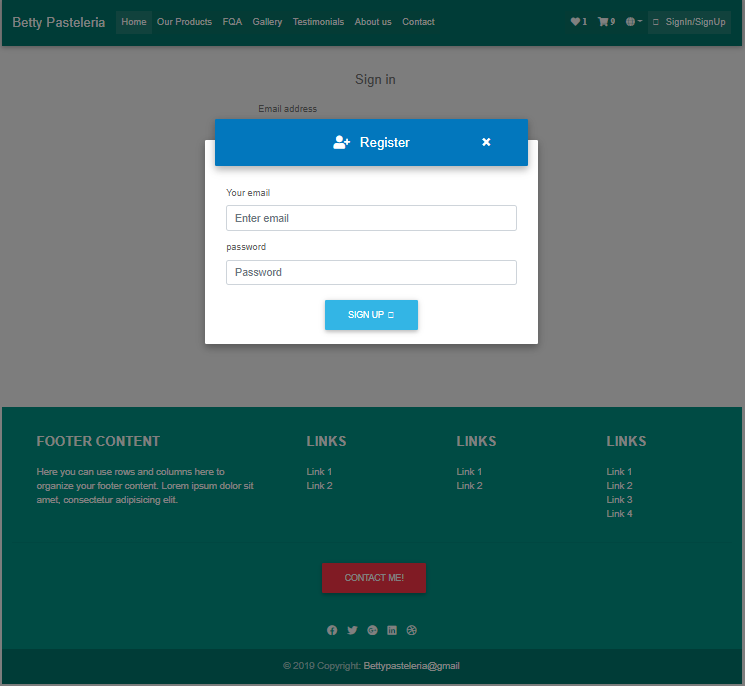 Betty Pasteleria Home Our Products FQA Gallery Testimonials About us Contact 1 9 SignIn/SignUp
Sign in
Email address
Register
Your email
Enter email
password
Password
SIGN UP
FOOTER CONTENT
Here you can use rows and columns here to
organize your footer content. Lorem ipsum dolor sit
amet, consectetur adipisicing elit.
LINKS
Link 1
Link 2
LINKS
Link 1
Link 2
LINKS
Link 1
Link 2
Link 3
Link 4
CONTACT ME!
© 2019 Copyright: Bettypasteleria@gmail